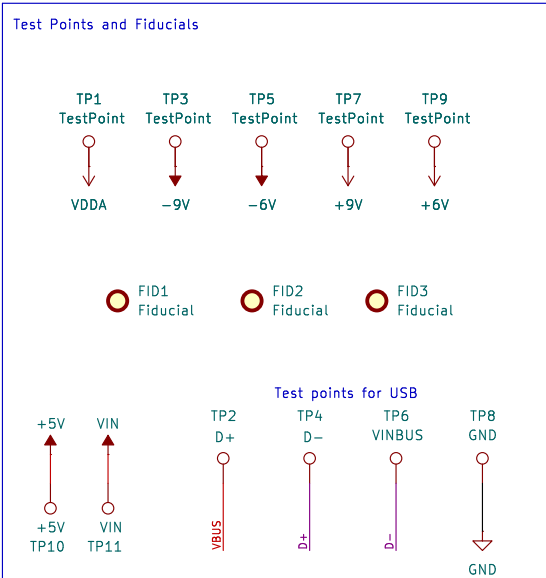 Test Points and Fiducials
TP1 TP3 TP5 TP7 TP9
TestPoint TestPoint TestPoint TestPoint TestPoint
VDDA -9V -6V +9V +6V
FID1 FID2 FID3
Fiducial Fiducial Fiducial
Test points for USB
+5V VIN TP2 TP4 TP6 TP8
D+ D- VINBUS GND
VBUS D+ D-
+5V VIN
TP10 TP11
GND